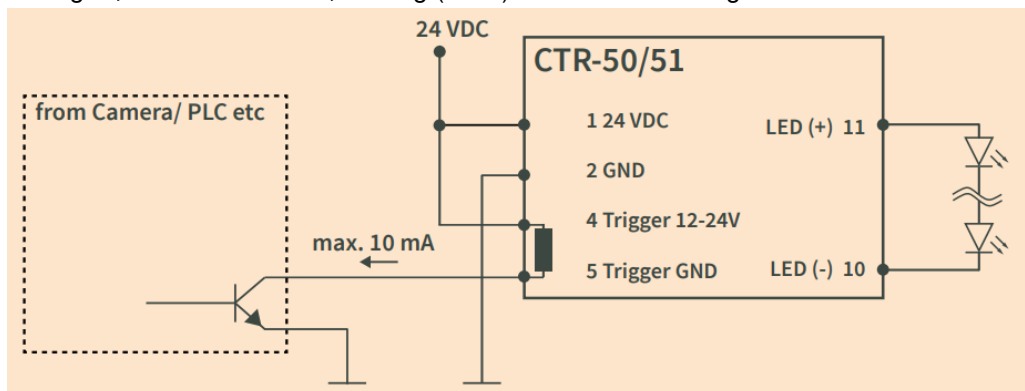 24 VDC
CTR-50/51
from Camera/ PLC etc
1 24 VDC
LED (+) 11
2 GND
4 Trigger 12-24V
max. 10 mA
5 Trigger GND
LED (-) 10